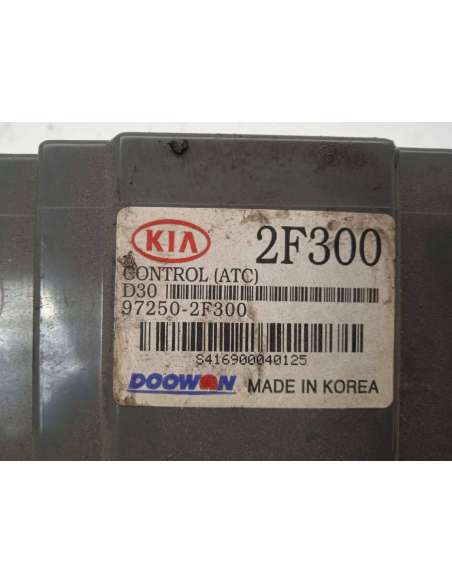 KIA 2F300
CONTROL (ATC)
D30
97250-2F300
S416900040125
DOOWON MADE IN KOREA